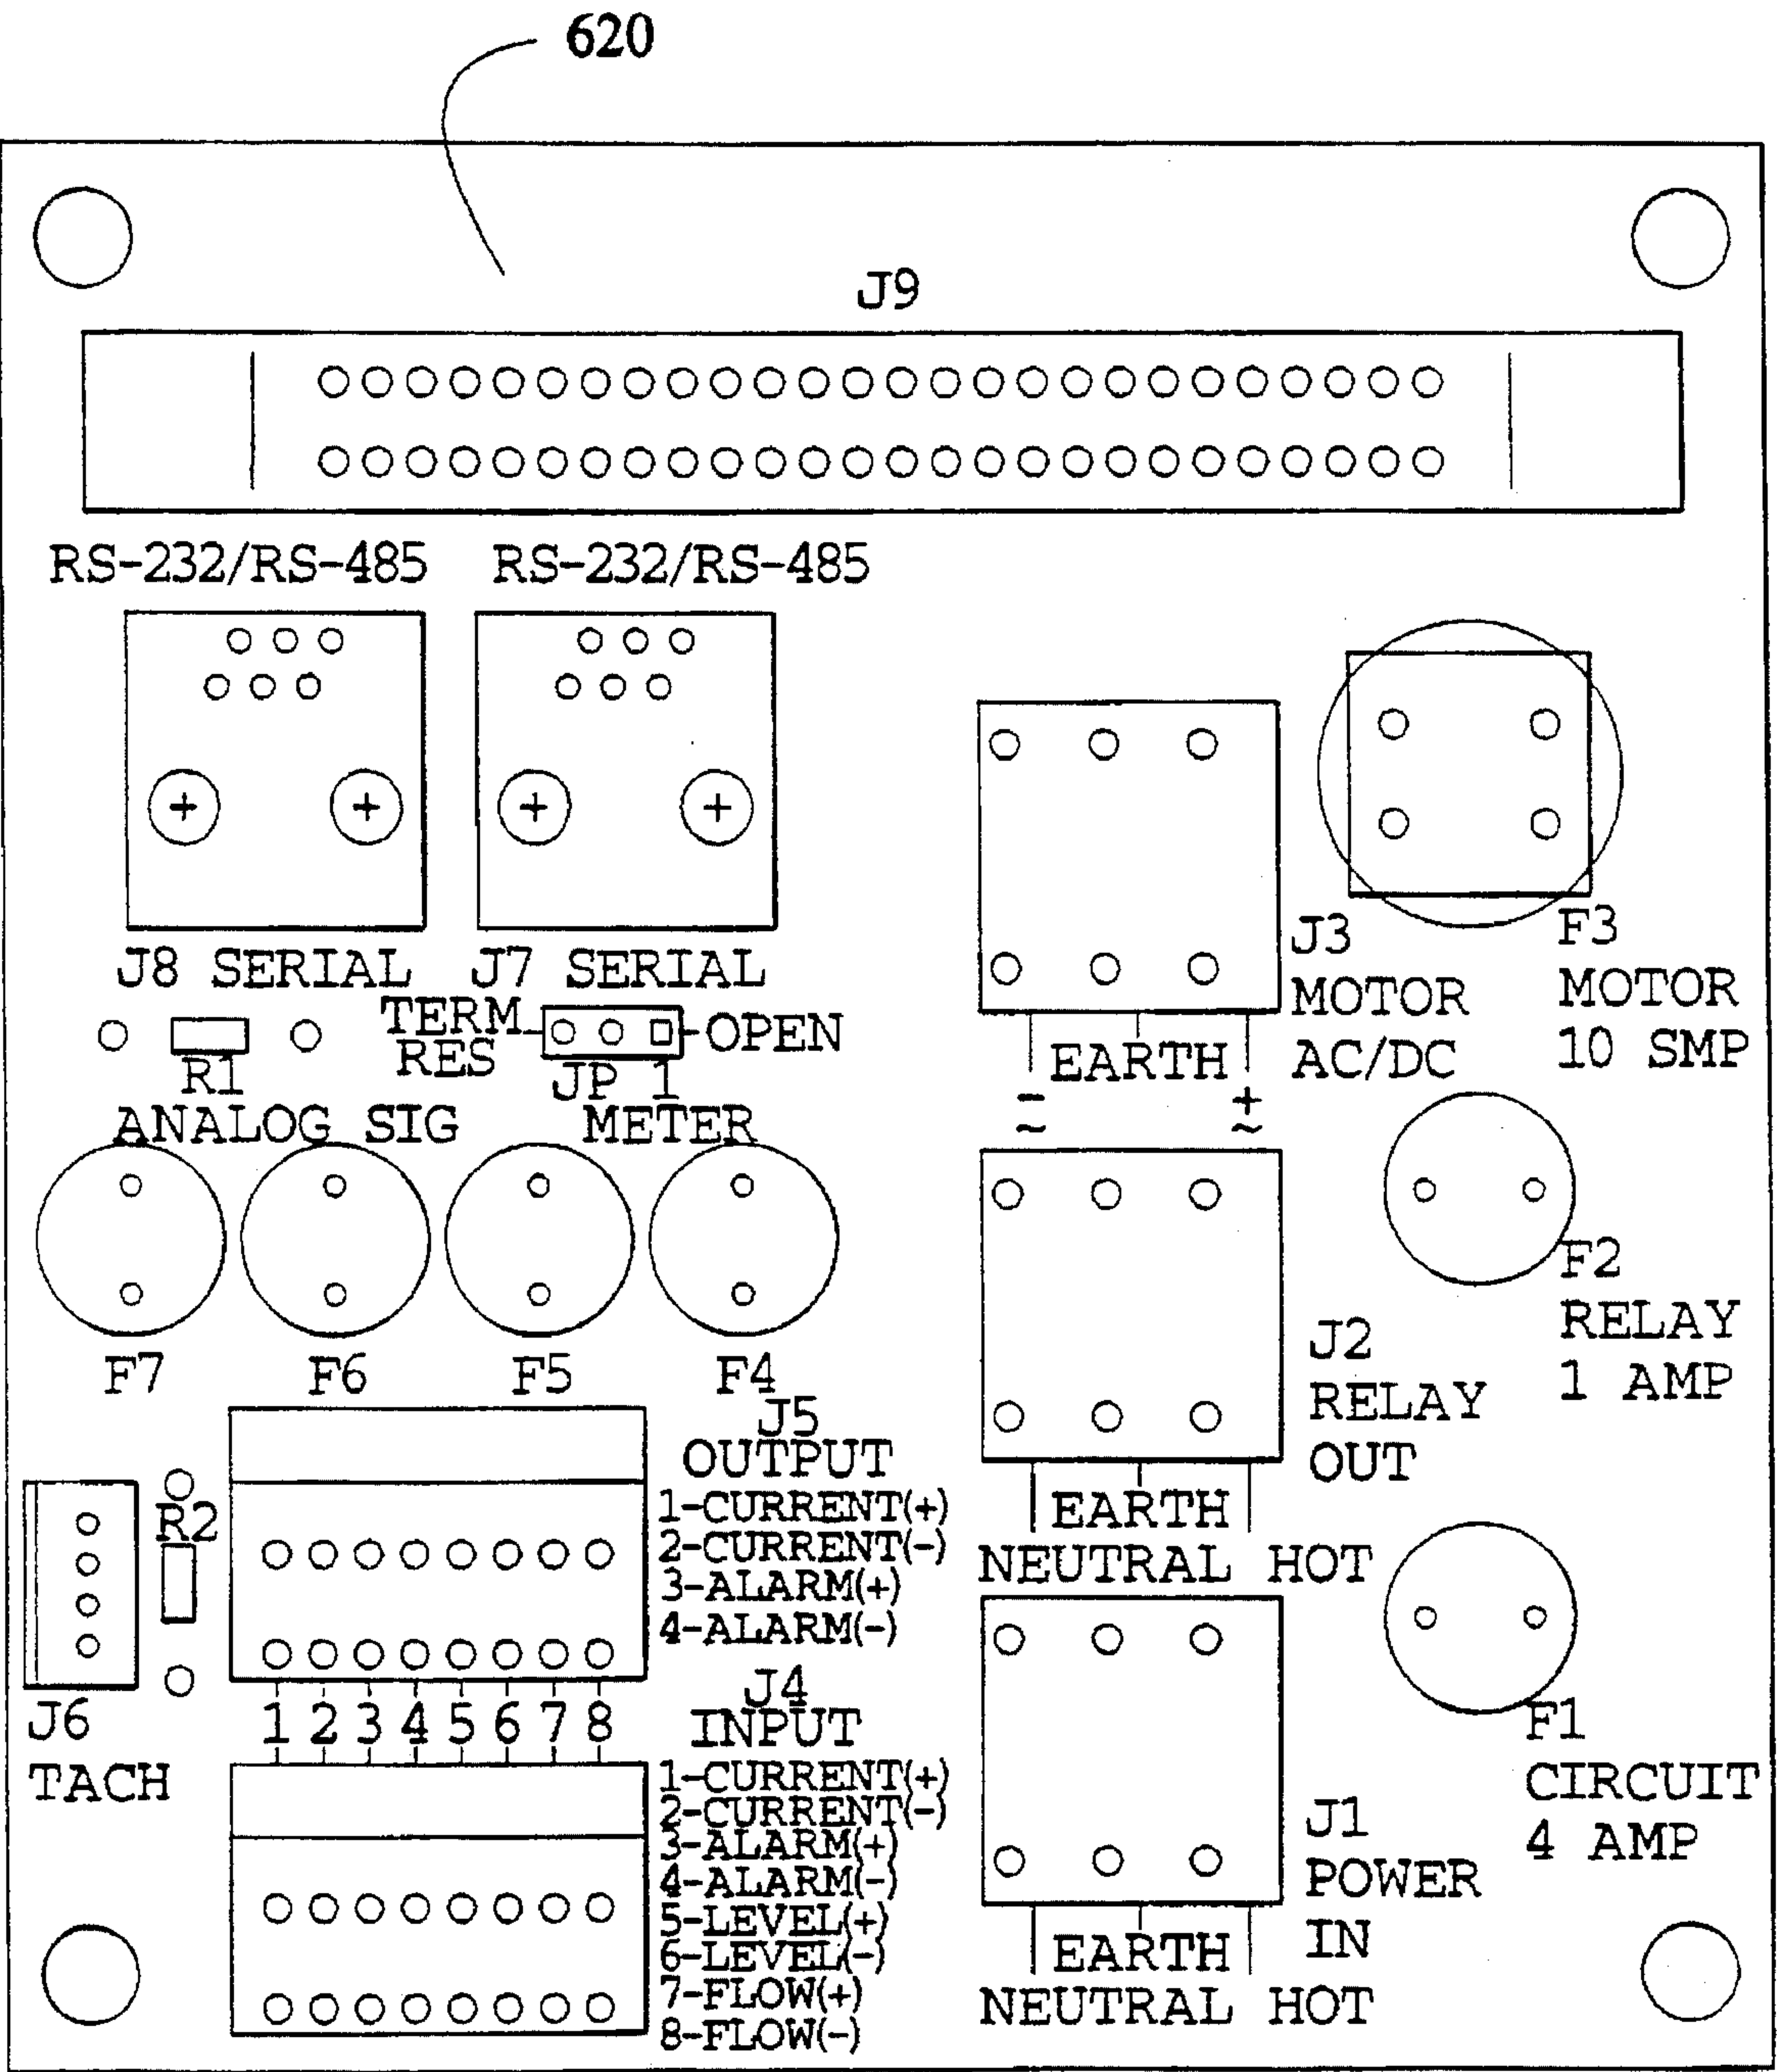 620
J9
RS-232/RS-485
RS-232/RS-485
J8 SERIAL
J7 SERIAL
R1
TERM
RES
JP 1
OPEN
ANALOG SIG
METER
F7
F6
F5
F4
J3
MOTOR
AC/DC
EARTH
-
~
+
~
F3
MOTOR
10 SMP
F2
RELAY
1 AMP
J2
RELAY
OUT
EARTH
NEUTRAL HOT
J5
OUTPUT
1-CURRENT(+)
2-CURRENT(-)
3-ALARM(+)
4-ALARM(-)
R2
J6
TACH
1 2 3 4 5 6 7 8
J4
INPUT
1-CURRENT(+)
2-CURRENT(-)
3-ALARM(+)
4-ALARM(-)
5-LEVEL(+)
6-LEVEL(-)
7-FLOW(+)
8-FLOW(-)
F1
CIRCUIT
4 AMP
J1
POWER
IN
EARTH
NEUTRAL HOT